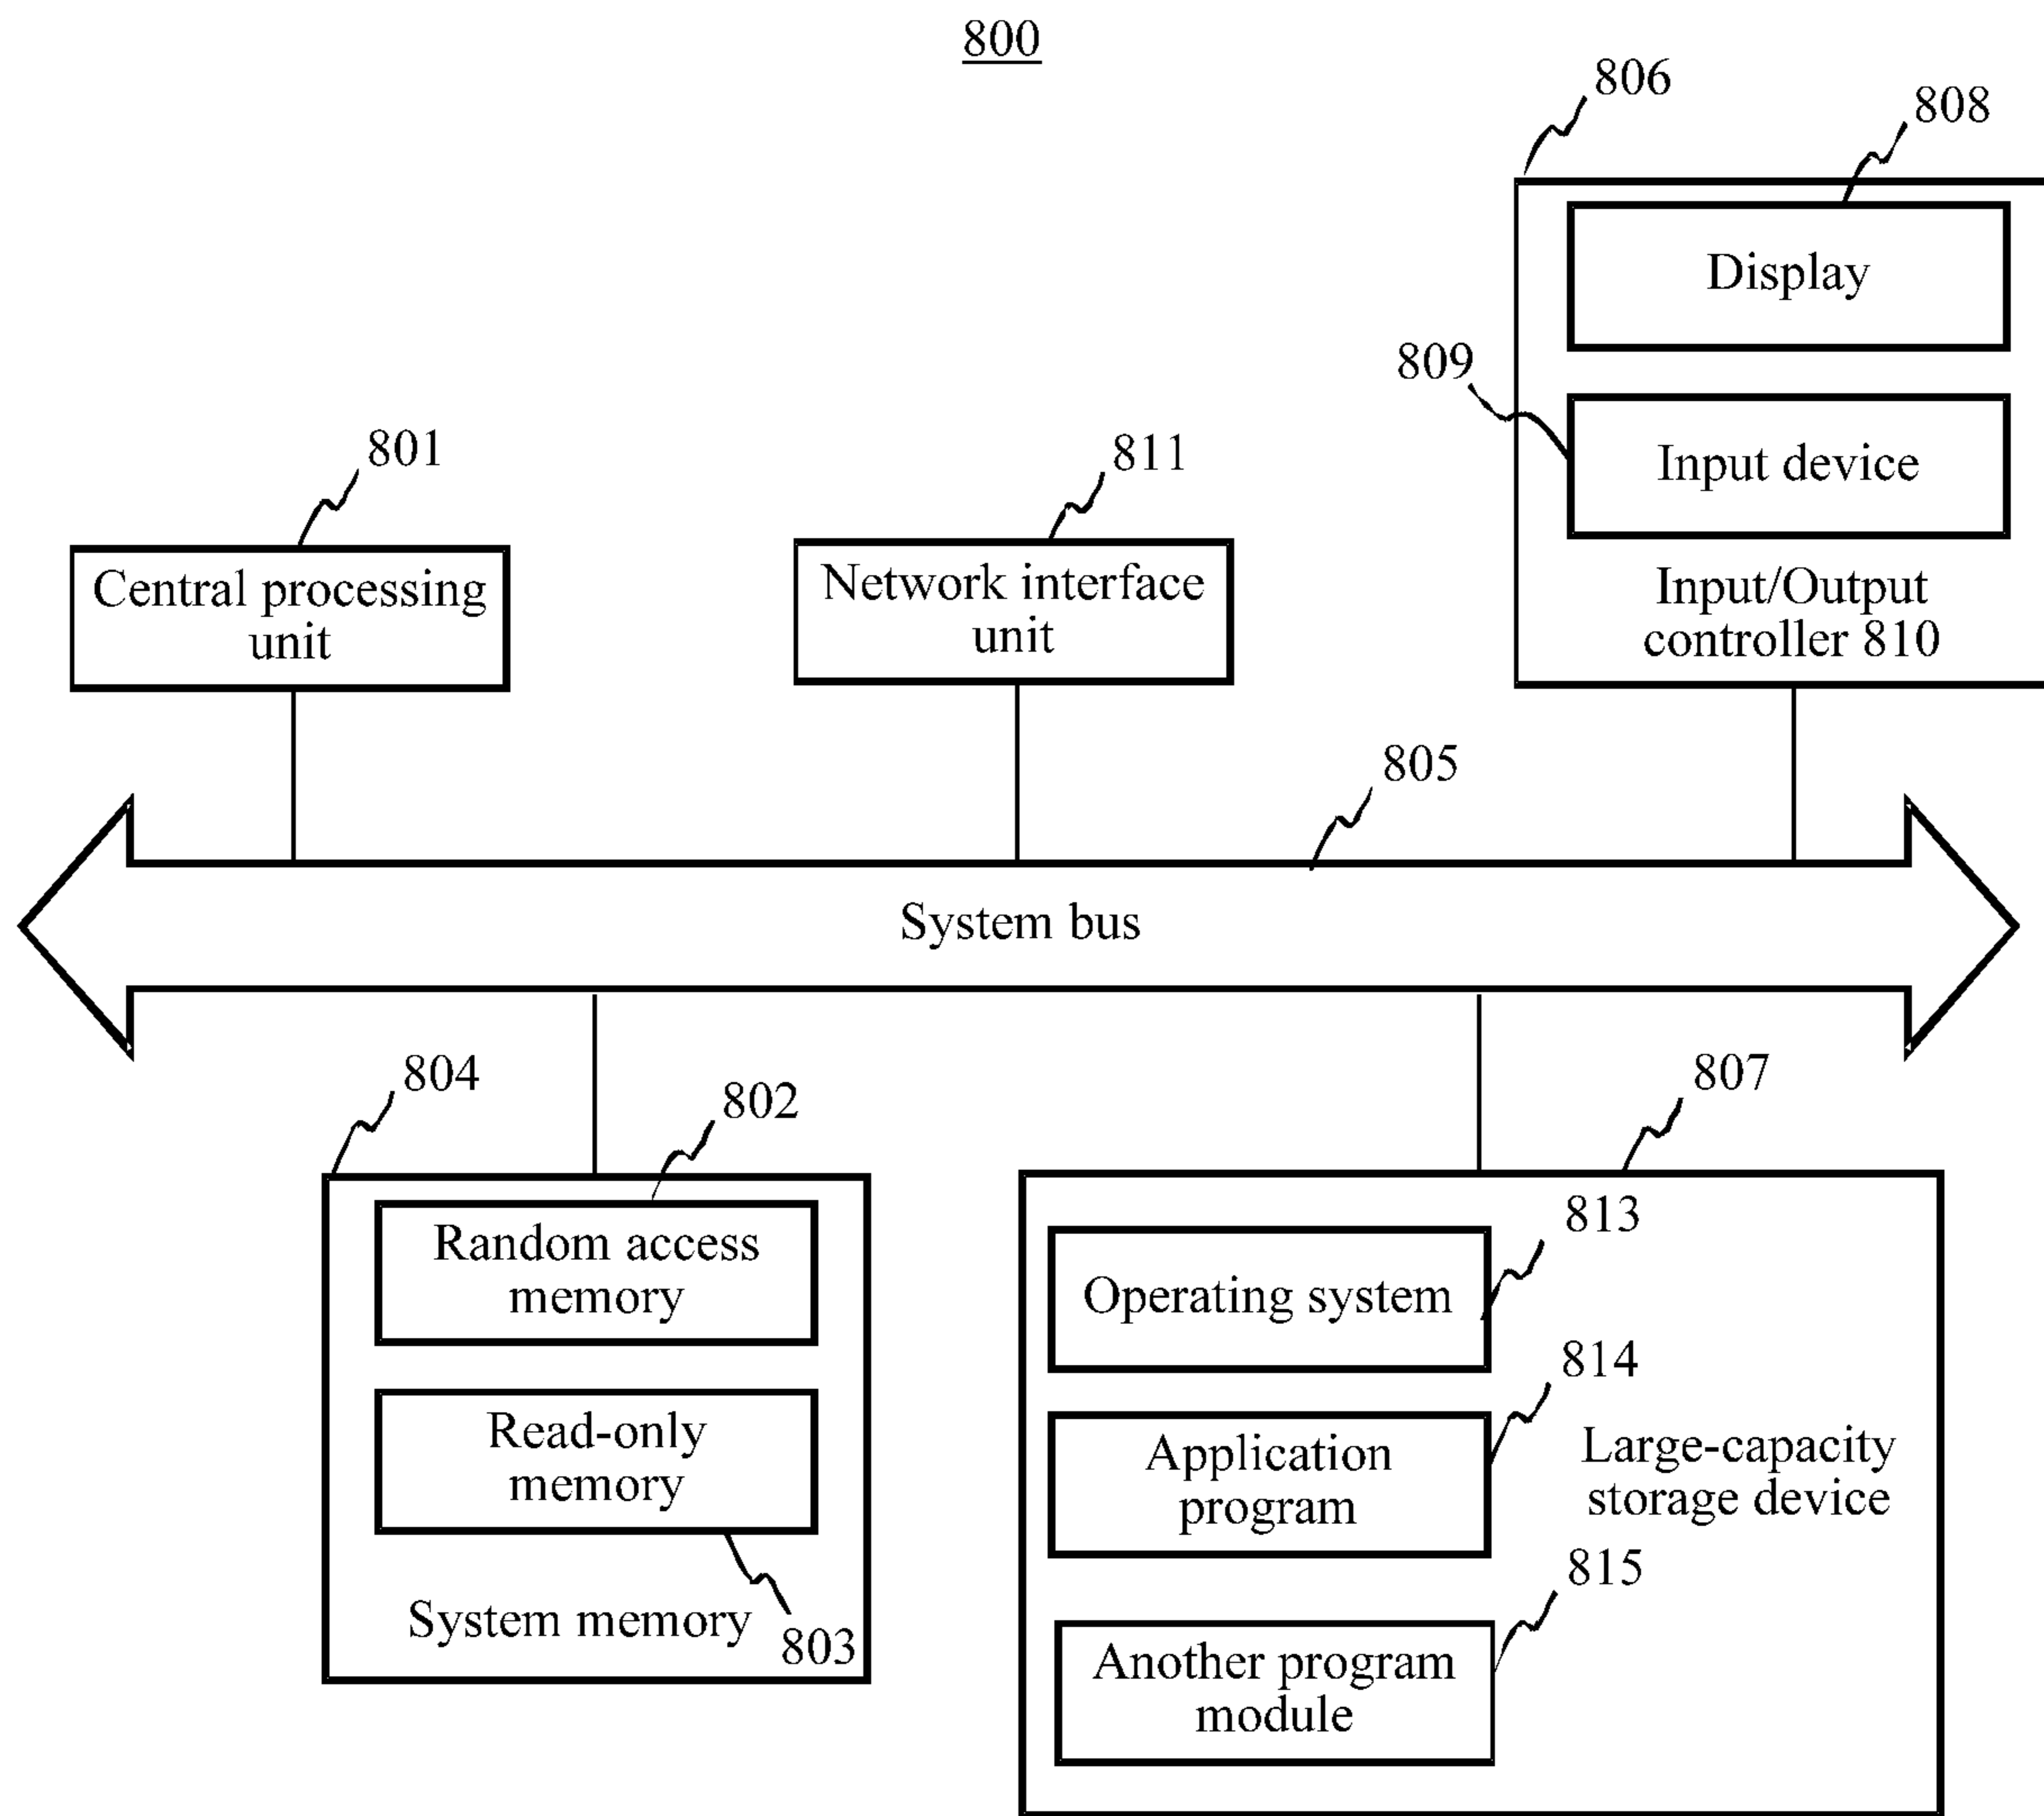 800
806
808
Display
809
Input device
801
811
Central processing
unit
Network interface
unit
Input/Output
controller 810
805
System bus
804
802
807
Random access
memory
813
Operating system
Read-only
memory
814
Application
program
Large-capacity
storage device
System memory
803
815
Another program
module